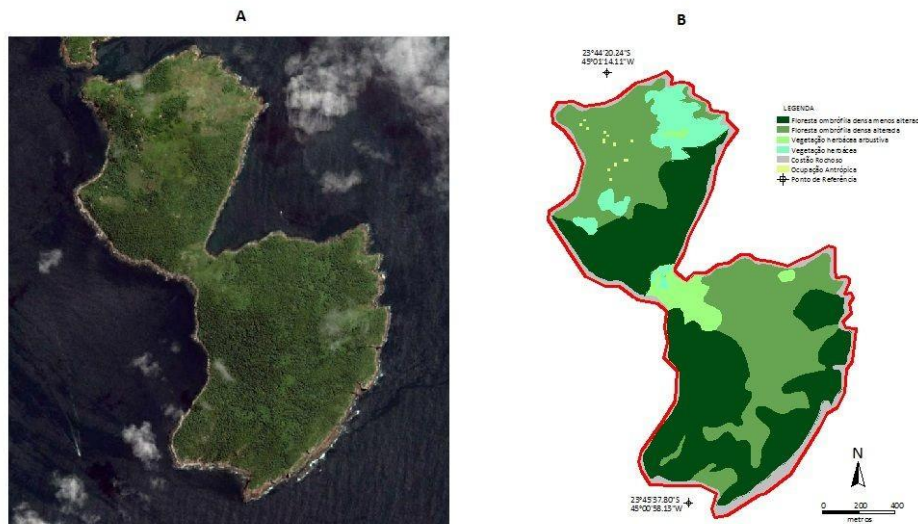 A
B
23°44'20.24"S
45°01'14.11"W
LEGENDA
Floresta ombrófila densa menos alterad
Floresta ombrófila densa alterada
Vegetação herbácea arbustiva
Vegetação herbácea
Costão Rochoso
Ocupação Antrópica
Ponto de Referência
23°45'37.80"S
45°00'58.13"W
N
0 200 400
metros